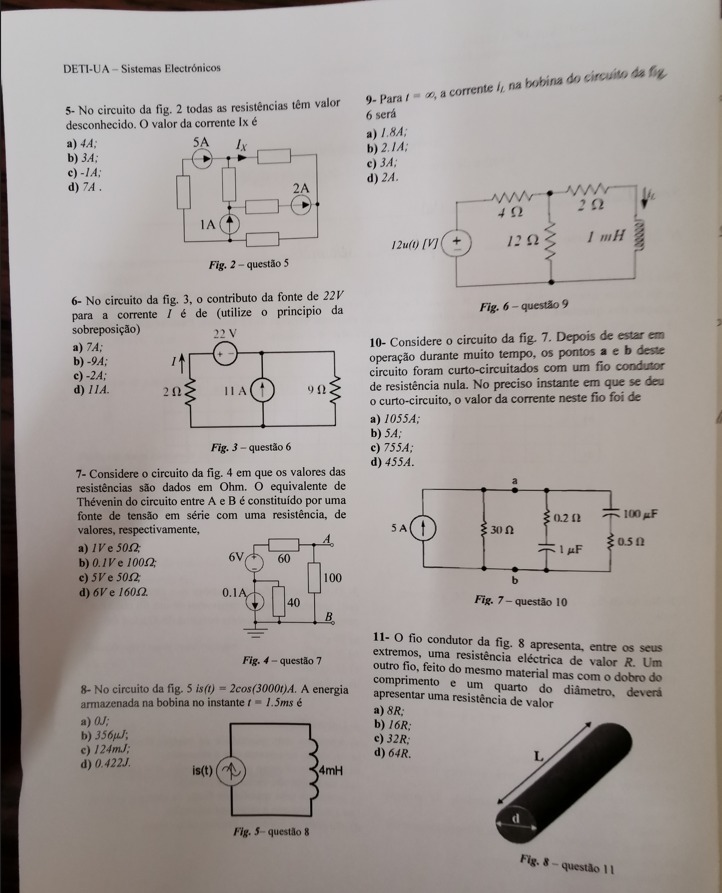 DETI-UA – Sistemas Electrónicos
5- No circuito da fig. 2 todas as resistências têm valor
desconhecido. O valor da corrente Ix é
a) 4A;
b) 3A;
c) -1A;
d) 7A .
5A
Ix
2A
1A
Fig. 2 – questão 5
6- No circuito da fig. 3, o contributo da fonte de 22V
para a corrente I é de (utilize o principio da
sobreposição)
a) 7A;
b) -9A;
c) -2A;
d) 11A.
22 V
I
2 Ω
11 A
9 Ω
Fig. 3 – questão 6
7- Considere o circuito da fig. 4 em que os valores das
resistências são dados em Ohm. O equivalente de
Thévenin do circuito entre A e B é constituído por uma
fonte de tensão em série com uma resistência, de
valores, respectivamente,
a) 1V e 50Ω;
b) 0.1V e 100Ω;
c) 5V e 50Ω;
d) 6V e 160Ω.
A
6V
60
100
0.1A
40
B
Fig. 4 – questão 7
8- No circuito da fig. 5 is(t) = 2cos(3000t)A. A energia
armazenada na bobina no instante t = 1.5ms é
a) 0J;
b) 356µJ;
c) 124mJ;
d) 0.422J.
is(t)
4mH
Fig. 5– questão 8
9- Para t = ∞, a corrente iL na bobina do circuito da fig.
6 será
a) 1.8A;
b) 2.1A;
c) 3A;
d) 2A.
4 Ω
2 Ω
iL
12u(t) [V]
12 Ω
1 mH
Fig. 6 – questão 9
10- Considere o circuito da fig. 7. Depois de estar em
operação durante muito tempo, os pontos a e b deste
circuito foram curto-circuitados com um fio condutor
de resistência nula. No preciso instante em que se deu
o curto-circuito, o valor da corrente neste fio foi de
a) 1055A;
b) 5A;
c) 755A;
d) 455A.
a
5 A
30 Ω
0.2 Ω
1 µF
100 µF
0.5 Ω
b
Fig. 7 – questão 10
11- O fio condutor da fig. 8 apresenta, entre os seus
extremos, uma resistência eléctrica de valor R. Um
outro fio, feito do mesmo material mas com o dobro do
comprimento e um quarto do diâmetro, deverá
apresentar uma resistência de valor
a) 8R;
b) 16R;
c) 32R;
d) 64R.
L
d
Fig. 8 – questão 11